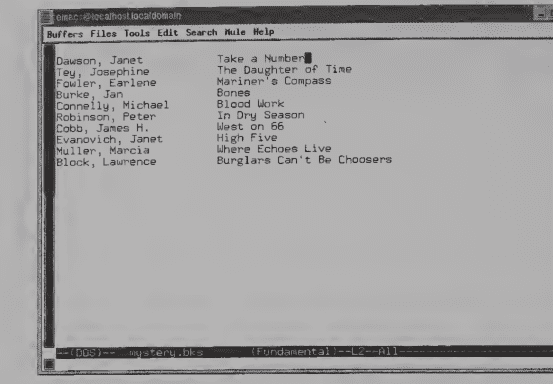 emacs@localhost.localdomain
Buffers Files Tools Edit Search Mule Help
Dawson, Janet Take a Number
Tey, Josephine The Daughter of Time
Fowler, Earlene Mariner's Compass
Burke, Jan Bones
Connelly, Michael Blood Work
Robinson, Peter In Dry Season
Cobb, James H. West on 66
Evanovich, Janet High Five
Muller, Marcia Where Echoes Live
Block, Lawrence Burglars Can't Be Choosers
--(DOS)-- mystery.bks (Fundamental)--L2--All----------------